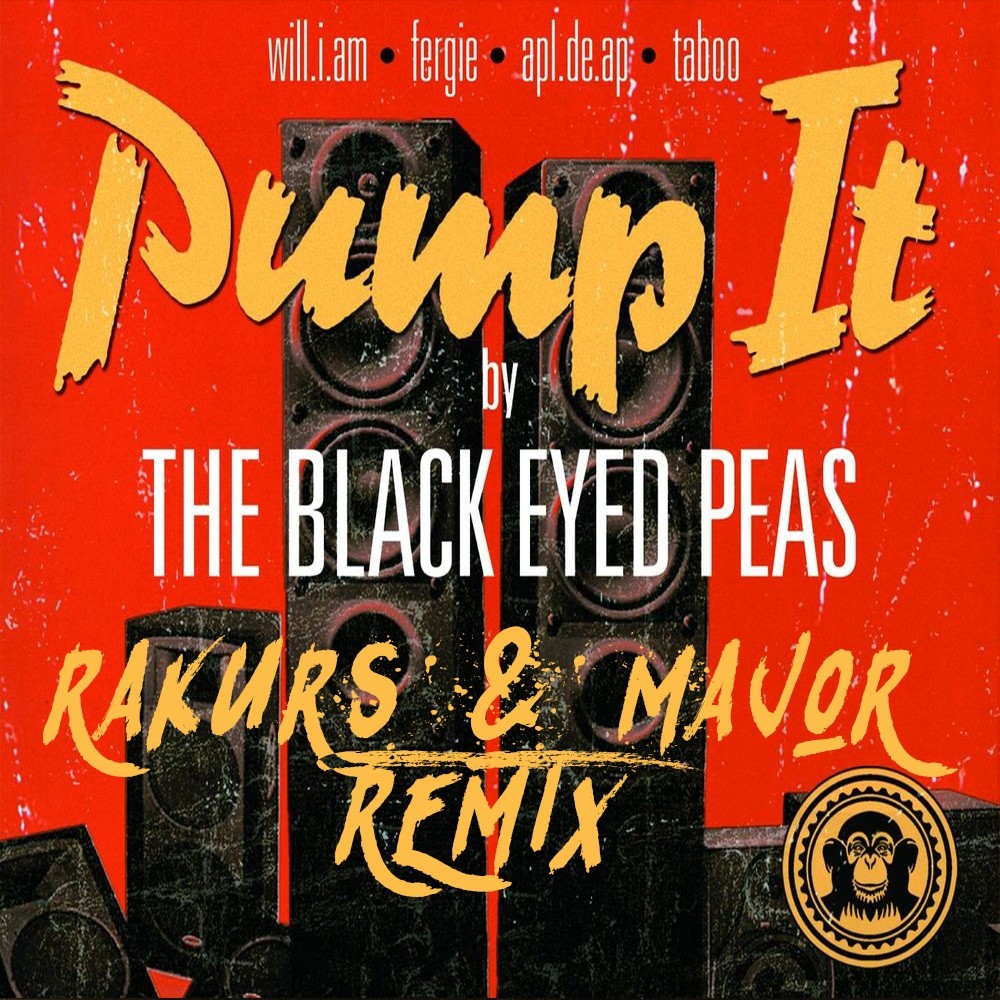 will.i.am • fergie • apl.de.ap • taboo
Pump It
by
THE BLACK EYED PEAS
RAKURS & MAJOR
REMIX